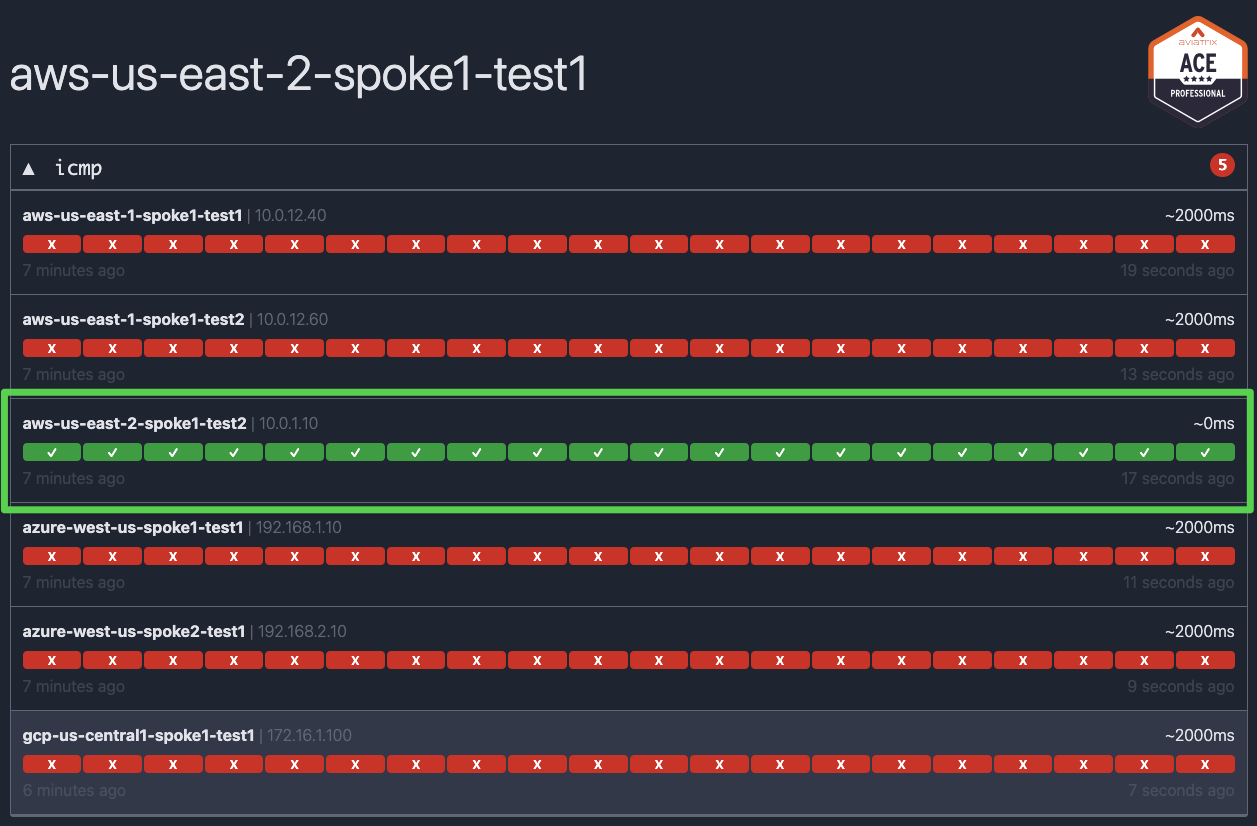 AVIATRIX
ACE
PROFESSIONAL
aws-us-east-2-spoke1-test1
▲ icmp 5
aws-us-east-1-spoke1-test1 | 10.0.12.40 ~2000ms
x x x x x x x x x x x x x x x x x x x x
7 minutes ago 19 seconds ago
aws-us-east-1-spoke1-test2 | 10.0.12.60 ~2000ms
x x x x x x x x x x x x x x x x x x x x
7 minutes ago 13 seconds ago
aws-us-east-2-spoke1-test2 | 10.0.1.10 ~0ms
✓ ✓ ✓ ✓ ✓ ✓ ✓ ✓ ✓ ✓ ✓ ✓ ✓ ✓ ✓ ✓ ✓ ✓ ✓ ✓
7 minutes ago 17 seconds ago
azure-west-us-spoke1-test1 | 192.168.1.10 ~2000ms
x x x x x x x x x x x x x x x x x x x x
7 minutes ago 11 seconds ago
azure-west-us-spoke2-test1 | 192.168.2.10 ~2000ms
x x x x x x x x x x x x x x x x x x x x
7 minutes ago 9 seconds ago
gcp-us-central1-spoke1-test1 | 172.16.1.100 ~2000ms
x x x x x x x x x x x x x x x x x x x x
6 minutes ago 7 seconds ago